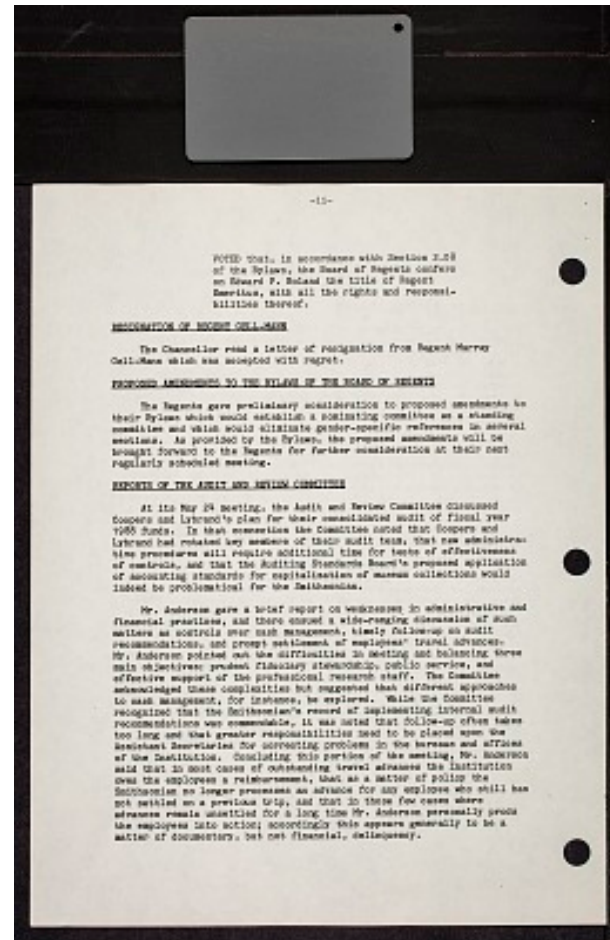 -11-
VOTED that, in accordance with Section 2.08
of the Bylaws, the Board of Regents confers
on Edward P. Boland the title of Regent
Emeritus, with all the rights and responsi-
bilities thereof.
RESIGNATION OF REGENT GELL-MANN
The Chancellor read a letter of resignation from Regent Murray
Gell-Mann which was accepted with regret.
PROPOSED AMENDMENTS TO THE BYLAWS OF THE BOARD OF REGENTS
The Regents gave preliminary consideration to proposed amendments to
their Bylaws which would establish a nominating committee as a standing
committee and which would eliminate gender-specific references in several
sections. As provided by the Bylaws, the proposed amendments will be
brought forward to the Regents for further consideration at their next
regularly scheduled meeting.
REPORTS OF THE AUDIT AND REVIEW COMMITTEE
At its May 24 meeting, the Audit and Review Committee discussed
Coopers and Lybrand's plan for their consolidated audit of fiscal year
1988 funds. In that connection the Committee noted that Coopers and
Lybrand had rotated key members of their audit team, that new administra-
tive procedures will require additional time for tests of effectiveness
of controls, and that the Auditing Standards Board's proposed application
of accounting standards for capitalization of museum collections would
indeed be problematical for the Smithsonian.
Mr. Anderson gave a brief report on weaknesses in administrative and
financial practices, and there ensued a wide-ranging discussion of such
matters as controls over cash management, timely follow-up on audit
recommendations, and prompt settlement of employees' travel advances.
Mr. Anderson pointed out the difficulties in meeting and balancing three
main objectives: prudent fiduciary stewardship, public service, and
effective support of the professional research staff. The Committee
acknowledged these complexities but suggested that different approaches
to cash management, for instance, be explored. While the Committee
recognized that the Smithsonian's record of implementing internal audit
recommendations was commendable, it was noted that follow-up often takes
too long and that greater responsibilities need to be placed upon the
Assistant Secretaries for correcting problems in the bureaus and offices
of the Institution. Concluding this portion of the meeting, Mr. Anderson
said that in most cases of outstanding travel advances the Institution
owes the employees a reimbursement, that as a matter of policy the
Smithsonian no longer processes an advance for any employee who still has
not settled on a previous trip, and that in those few cases where
advances remain unsettled for a long time Mr. Anderson personally prods
the employees into action; accordingly this appears generally to be a
matter of documentary, but not financial, delinquency.